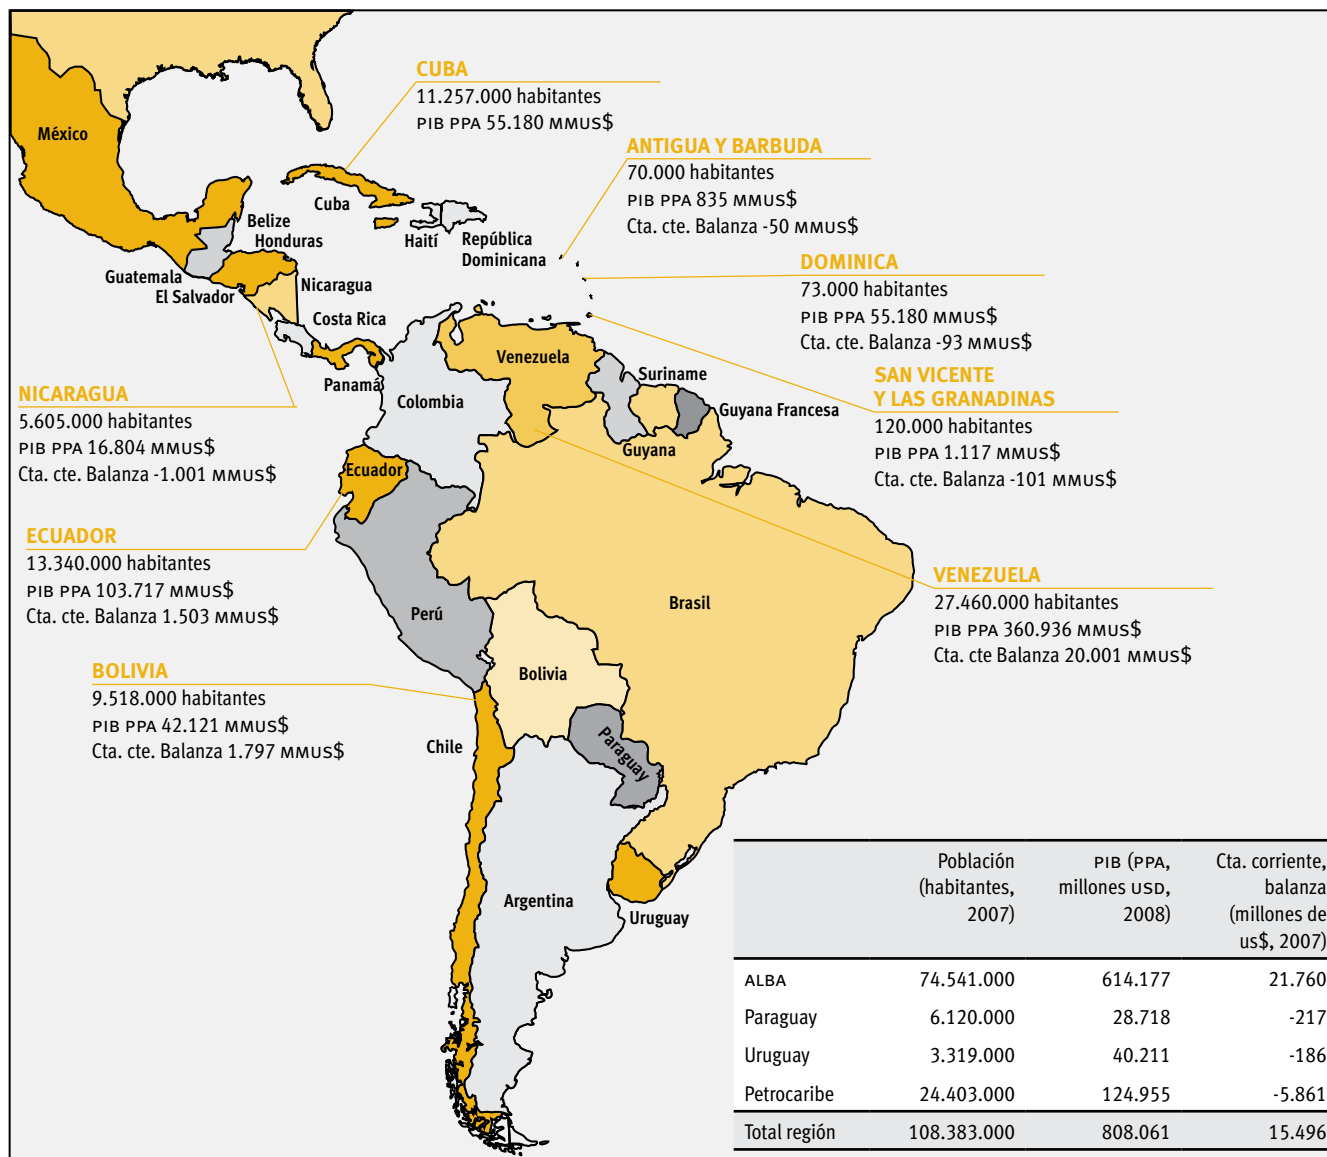 CUBA
11.257.000 habitantes
PIB PPA 55.180 MMUS$
ANTIGUA Y BARBUDA
70.000 habitantes
PIB PPA 835 MMUS$
Cta. cte. Balanza -50 MMUS$
DOMINICA
73.000 habitantes
PIB PPA 55.180 MMUS$
Cta. cte. Balanza -93 MMUS$
SAN VICENTE
Y LAS GRANADINAS
120.000 habitantes
PIB PPA 1.117 MMUS$
Cta. cte. Balanza -101 MMUS$
NICARAGUA
5.605.000 habitantes
PIB PPA 16.804 MMUS$
Cta. cte. Balanza -1.001 MMUS$
ECUADOR
13.340.000 habitantes
PIB PPA 103.717 MMUS$
Cta. cte. Balanza 1.503 MMUS$
VENEZUELA
27.460.000 habitantes
PIB PPA 360.936 MMUS$
Cta. cte Balanza 20.001 MMUS$
BOLIVIA
9.518.000 habitantes
PIB PPA 42.121 MMUS$
Cta. cte. Balanza 1.797 MMUS$
México
Cuba
Belize
Honduras
Haití
República
Dominicana
Guatemala
El Salvador
Nicaragua
Costa Rica
Panamá
Venezuela
Colombia
Suriname
Guyana Francesa
Guyana
Ecuador
Perú
Brasil
Bolivia
Chile
Paraguay
Argentina
Uruguay
Población (habitantes, 2007) PIB (PPA, millones USD, 2008) Cta. corriente, balanza (millones de us$, 2007)
ALBA 74.541.000 614.177 21.760
Paraguay 6.120.000 28.718 -217
Uruguay 3.319.000 40.211 -186
Petrocaribe 24.403.000 124.955 -5.861
Total región 108.383.000 808.061 15.496